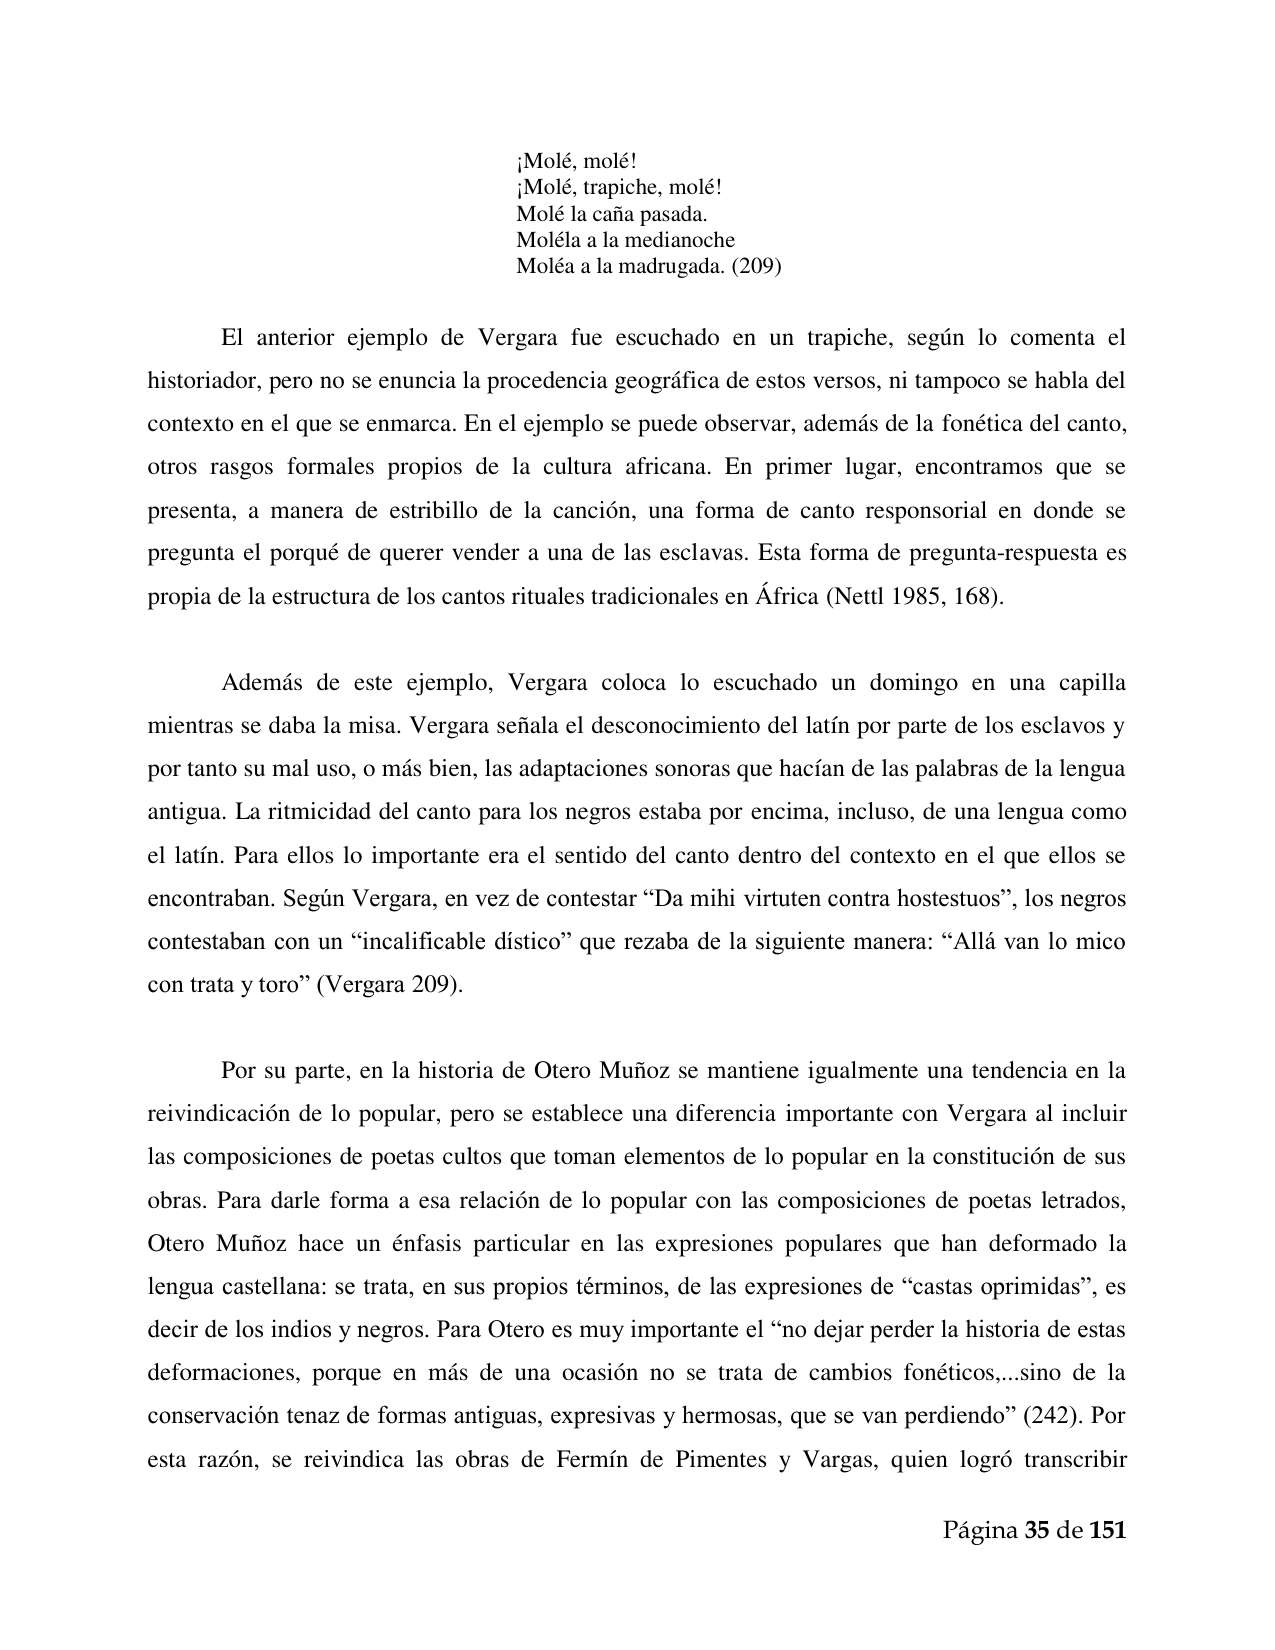 ¡Molé, molé!
¡Molé, trapiche, molé!
Molé la caña pasada.
Moléla a la medianoche
Moléa a la madrugada. (209)
El anterior ejemplo de Vergara fue escuchado en un trapiche, según lo comenta el
historiador, pero no se enuncia la procedencia geográfica de estos versos, ni tampoco se habla del
contexto en el que se enmarca. En el ejemplo se puede observar, además de la fonética del canto,
otros rasgos formales propios de la cultura africana. En primer lugar, encontramos que se
presenta, a manera de estribillo de la canción, una forma de canto responsorial en donde se
pregunta el porqué de querer vender a una de las esclavas. Esta forma de pregunta-respuesta es
propia de la estructura de los cantos rituales tradicionales en África (Nettl 1985, 168).
Además de este ejemplo, Vergara coloca lo escuchado un domingo en una capilla
mientras se daba la misa. Vergara señala el desconocimiento del latín por parte de los esclavos y
por tanto su mal uso, o más bien, las adaptaciones sonoras que hacían de las palabras de la lengua
antigua. La ritmicidad del canto para los negros estaba por encima, incluso, de una lengua como
el latín. Para ellos lo importante era el sentido del canto dentro del contexto en el que ellos se
encontraban. Según Vergara, en vez de contestar “Da mihi virtuten contra hostestuos”, los negros
contestaban con un “incalificable dístico” que rezaba de la siguiente manera: “Allá van lo mico
con trata y toro” (Vergara 209).
Por su parte, en la historia de Otero Muñoz se mantiene igualmente una tendencia en la
reivindicación de lo popular, pero se establece una diferencia importante con Vergara al incluir
las composiciones de poetas cultos que toman elementos de lo popular en la constitución de sus
obras. Para darle forma a esa relación de lo popular con las composiciones de poetas letrados,
Otero Muñoz hace un énfasis particular en las expresiones populares que han deformado la
lengua castellana: se trata, en sus propios términos, de las expresiones de “castas oprimidas”, es
decir de los indios y negros. Para Otero es muy importante el “no dejar perder la historia de estas
deformaciones, porque en más de una ocasión no se trata de cambios fonéticos,...sino de la
conservación tenaz de formas antiguas, expresivas y hermosas, que se van perdiendo” (242). Por
esta razón, se reivindica las obras de Fermín de Pimentes y Vargas, quien logró transcribir
Página 35 de 151